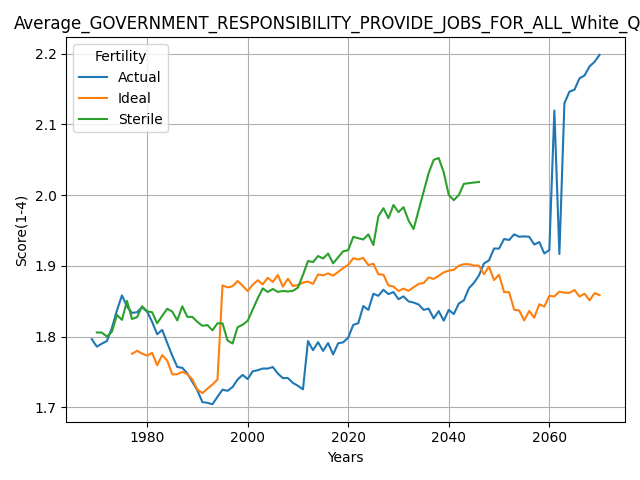 Average_GOVERNMENT_RESPONSIBILITY_PROVIDE_JOBS_FOR_ALL_White_Q
Fertility
Actual
Ideal
Sterile
Score(1-4)
2.2
2.1
2.0
1.9
1.8
1.7
1980 2000 2020 2040 2060
Years